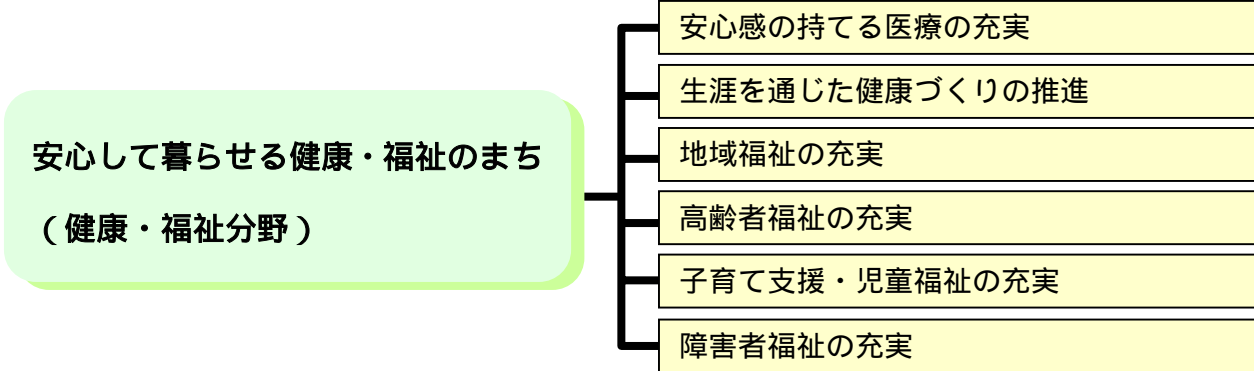 安心して暮らせる健康・福祉のまち
（健康・福祉分野）
安心感の持てる医療の充実
生涯を通じた健康づくりの推進
地域福祉の充実
高齢者福祉の充実
子育て支援・児童福祉の充実
障害者福祉の充実